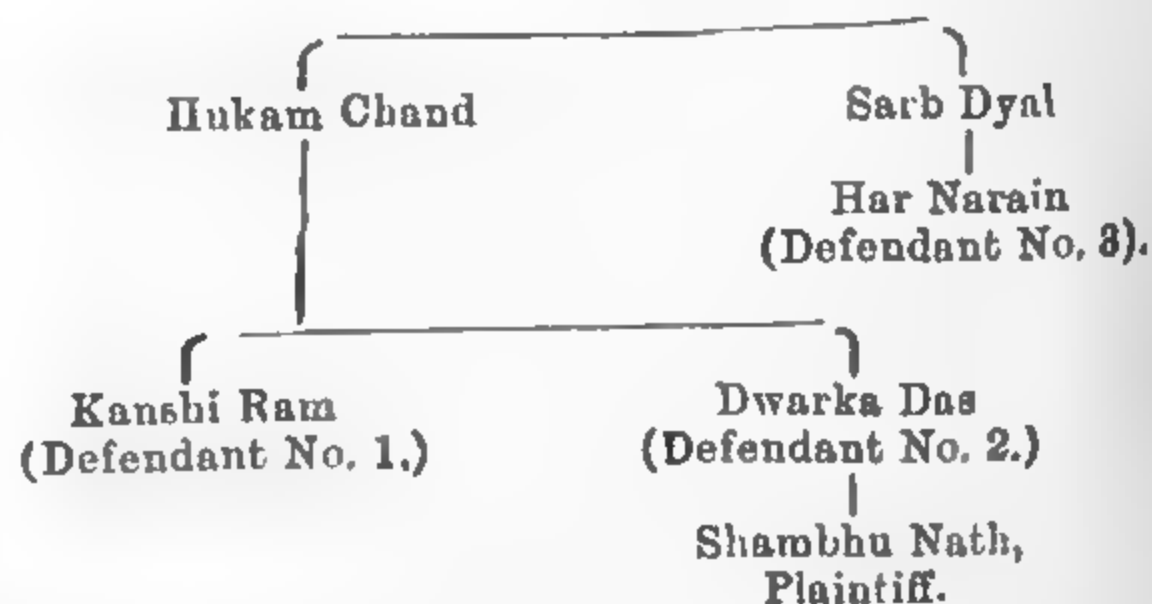 Hukam Chand
Sarb Dyal
Har Narain
(Defendant No. 3).
Kanshi Ram
(Defendant No. 1.)
Dwarka Das
(Defendant No. 2.)
Shambhu Nath,
Plaintiff.